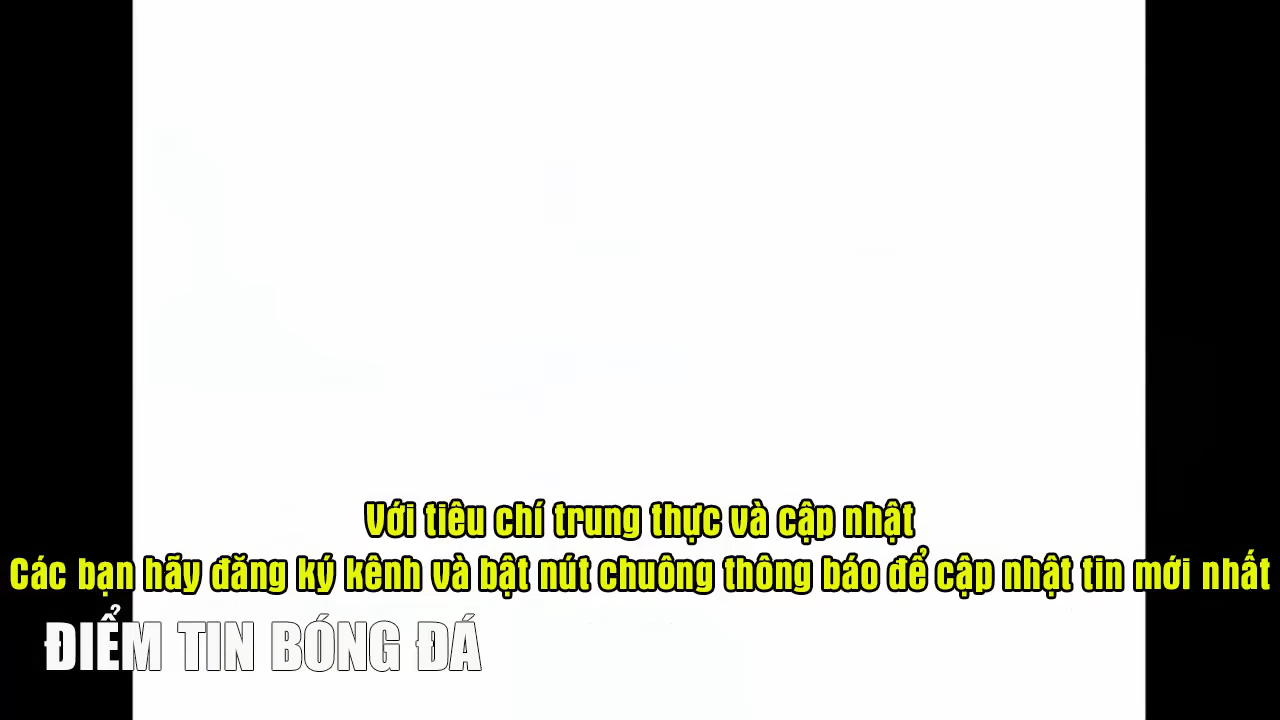 Với tiêu chí trung thực và cập nhật
Các bạn hãy đăng ký kênh và bật nút chuông thông báo để cập nhật tin mới nhất
ĐIỂM TIN BÓNG ĐÁ